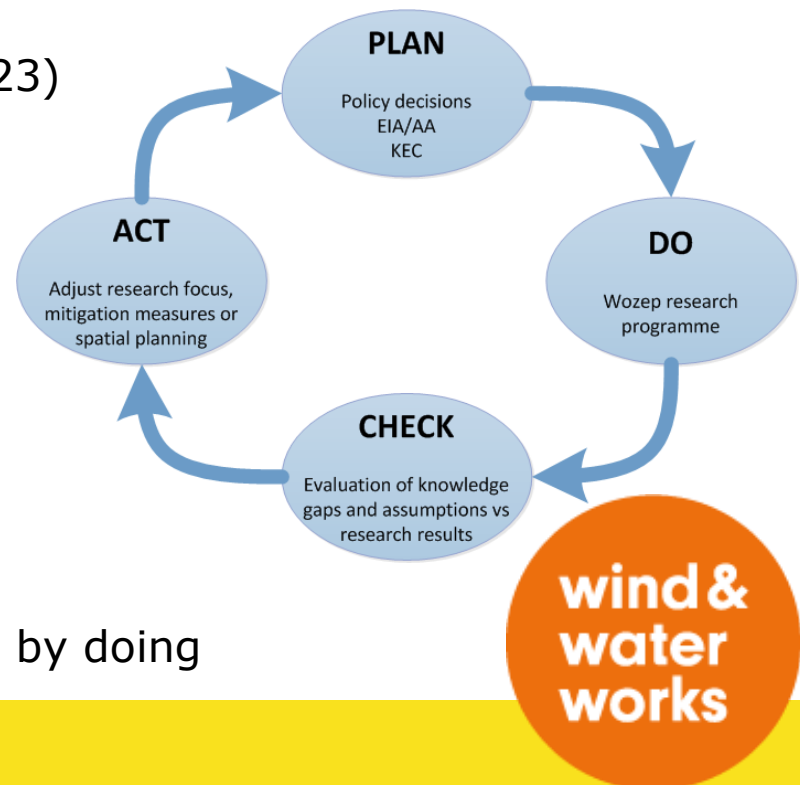 23)
PLAN
Policy decisions
EIA/AA
KEC
ACT
Adjust research focus,
mitigation measures or
spatial planning
DO
Wozep research
programme
CHECK
Evaluation of knowledge
gaps and assumptions vs
research results
by doing
wind &
water
works